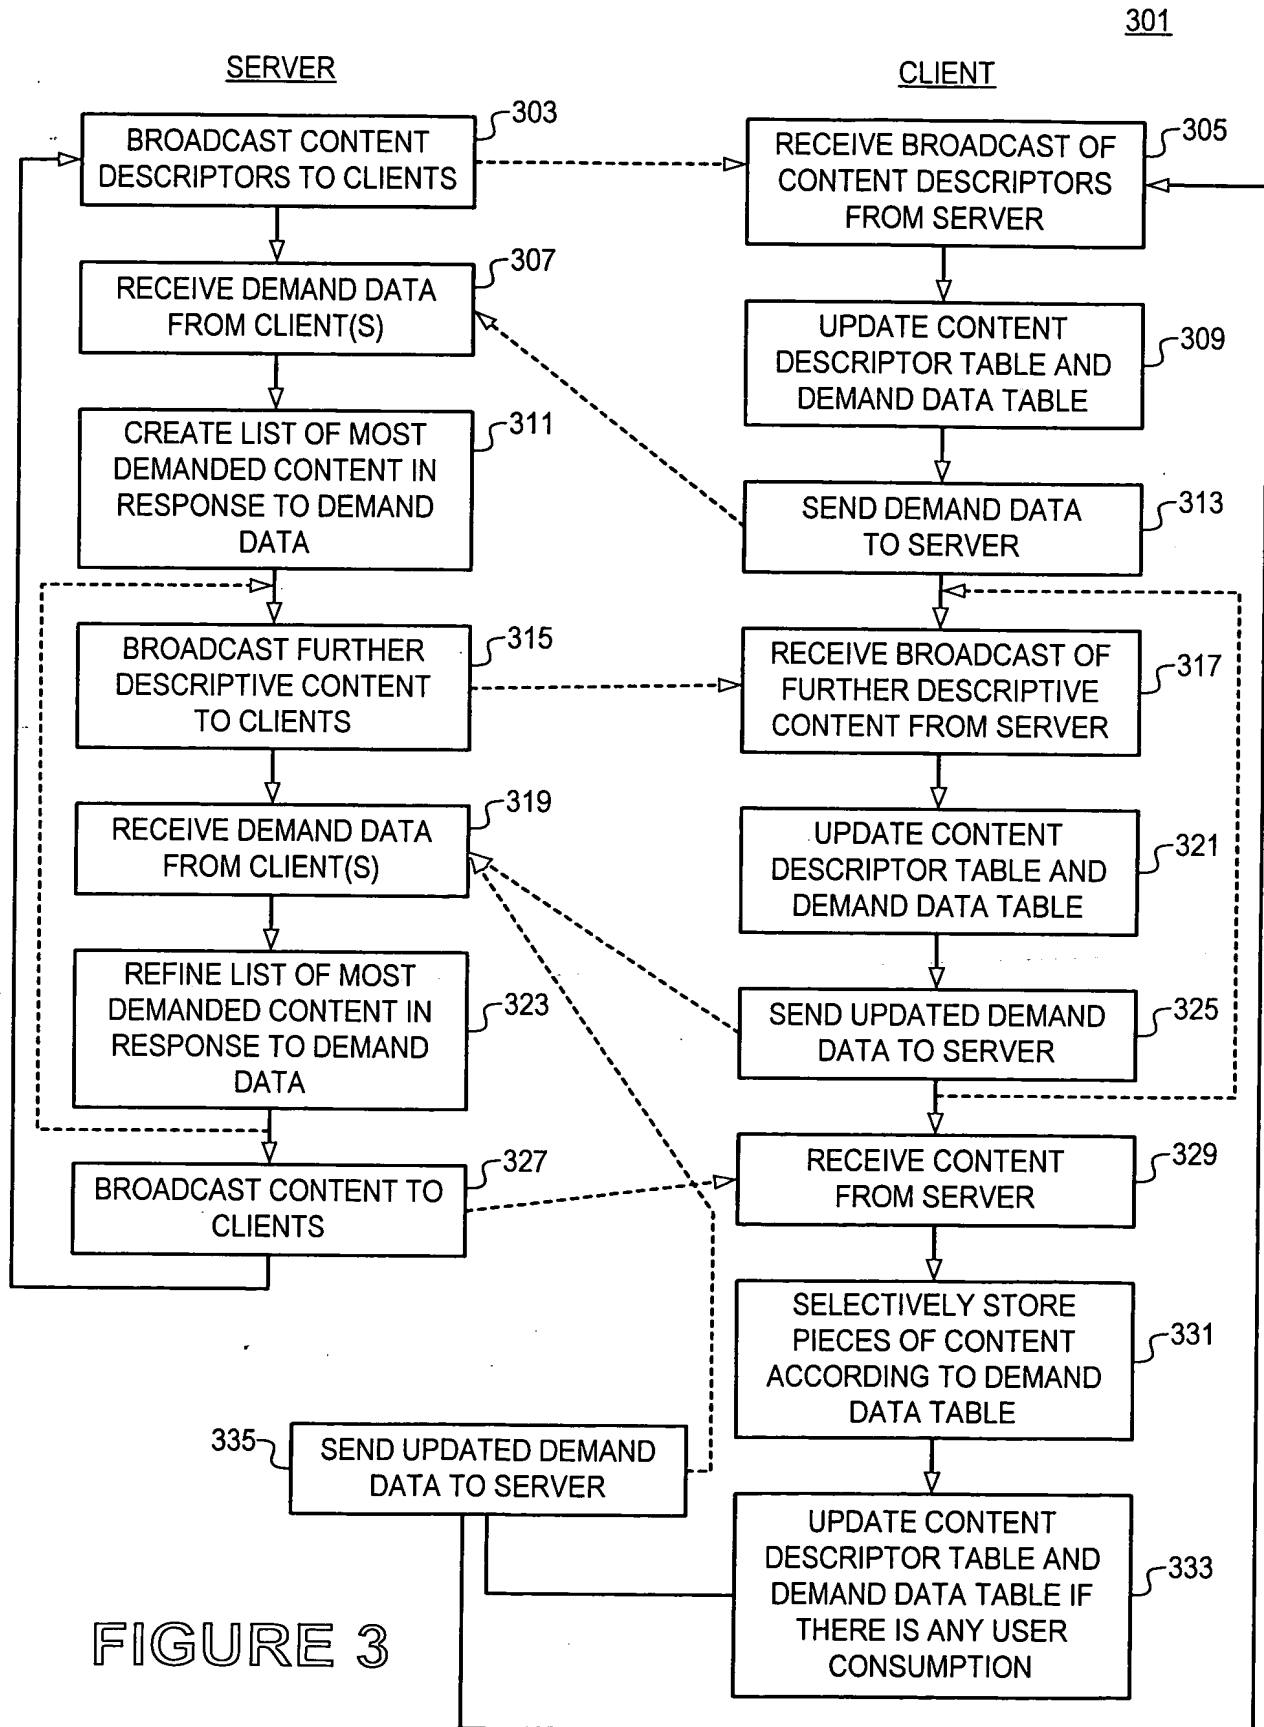 301
SERVER
CLIENT
BROADCAST CONTENT
DESCRIPTORS TO CLIENTS
303
RECEIVE BROADCAST OF
CONTENT DESCRIPTORS
FROM SERVER
305
RECEIVE DEMAND DATA
FROM CLIENT(S)
307
UPDATE CONTENT
DESCRIPTOR TABLE AND
DEMAND DATA TABLE
309
CREATE LIST OF MOST
DEMANDED CONTENT IN
RESPONSE TO DEMAND
DATA
311
SEND DEMAND DATA
TO SERVER
313
BROADCAST FURTHER
DESCRIPTIVE CONTENT
TO CLIENTS
315
RECEIVE BROADCAST OF
FURTHER DESCRIPTIVE
CONTENT FROM SERVER
317
RECEIVE DEMAND DATA
FROM CLIENT(S)
319
UPDATE CONTENT
DESCRIPTOR TABLE AND
DEMAND DATA TABLE
321
REFINE LIST OF MOST
DEMANDED CONTENT IN
RESPONSE TO DEMAND
DATA
323
SEND UPDATED DEMAND
DATA TO SERVER
325
BROADCAST CONTENT TO
CLIENTS
327
RECEIVE CONTENT
FROM SERVER
329
SELECTIVELY STORE
PIECES OF CONTENT
ACCORDING TO DEMAND
DATA TABLE
331
335
SEND UPDATED DEMAND
DATA TO SERVER
UPDATE CONTENT
DESCRIPTOR TABLE AND
DEMAND DATA TABLE IF
THERE IS ANY USER
CONSUMPTION
333
FIGURE 3